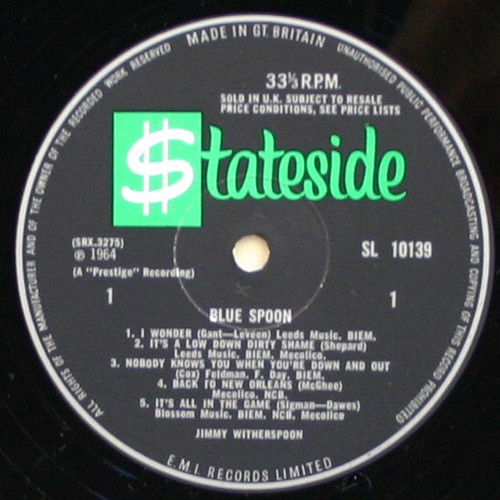 MADE IN GT. BRITAIN
UNAUTHORISED PUBLIC PERFORMANCE BROADCASTING AND COPYING OF THIS RECORD PROHIBITED
ALL RIGHTS OF THE MANUFACTURER AND OF THE OWNER OF THE RECORDED WORK RESERVED
33⅓ R.P.M.
SOLD IN U.K. SUBJECT TO RESALE
PRICE CONDITIONS, SEE PRICE LISTS
$tateside
(SRX.3275)
℗ 1964
(A "Prestige" Recording)
SL 10139
1
1
BLUE SPOON
1. I WONDER (Gant—Leveen) Leeds Music. BIEM.
2. IT'S A LOW DOWN DIRTY SHAME (Shepard)
Leeds Music. BIEM. Mecolico.
3. NOBODY KNOWS YOU WHEN YOU'RE DOWN AND OUT
(Cox) Feldman. F. Day. BIEM.
4. BACK FO NEW ORLEANS (McGhee)
Mecolico. NCB.
5. IT'S ALL IN THE GAME (Sigman—Dawes)
Blossom Music. BIEM. NCB. Mecolico
JIMMY WITHERSPOON
E.M.I. RECORDS LIMITED